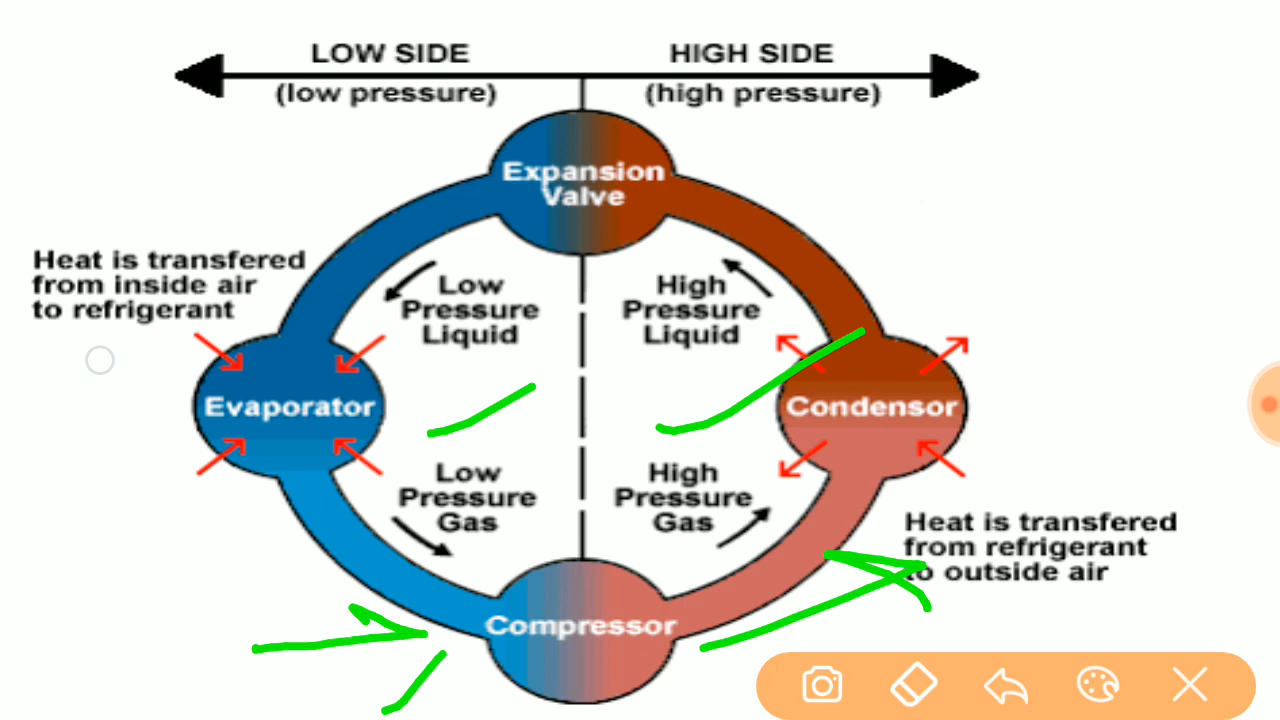 LOW SIDE
HIGH SIDE
(low pressure)
(high pressure)
Expansion
Valve
Heat is transfered
from inside air
to refrigerant
Low
Pressure
Liquid
High
Pressure
Liquid
Evaporator
Condensor
Low
Pressure
Gas
High
Pressure
Gas
Heat is transfered
from refrigerant
to outside air
Compressor